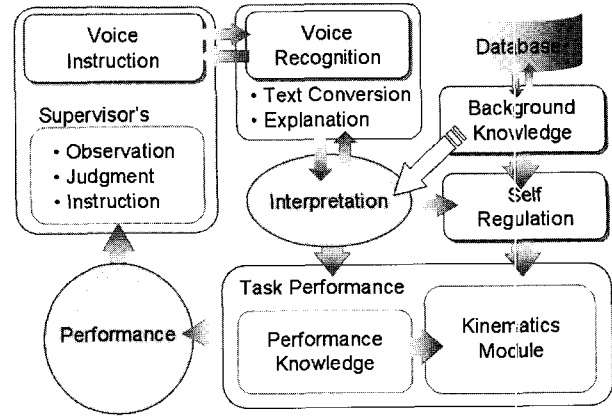 Voice
Instruction
Supervisor's
• Observation
• Judgment
• Instruction
Voice
Recognition
• Text Conversion
• Explanation
Database
Background
Knowledge
Interpretation
Self
Regulation
Performance
Task Performance
Performance
Knowledge
Kinematics
Module